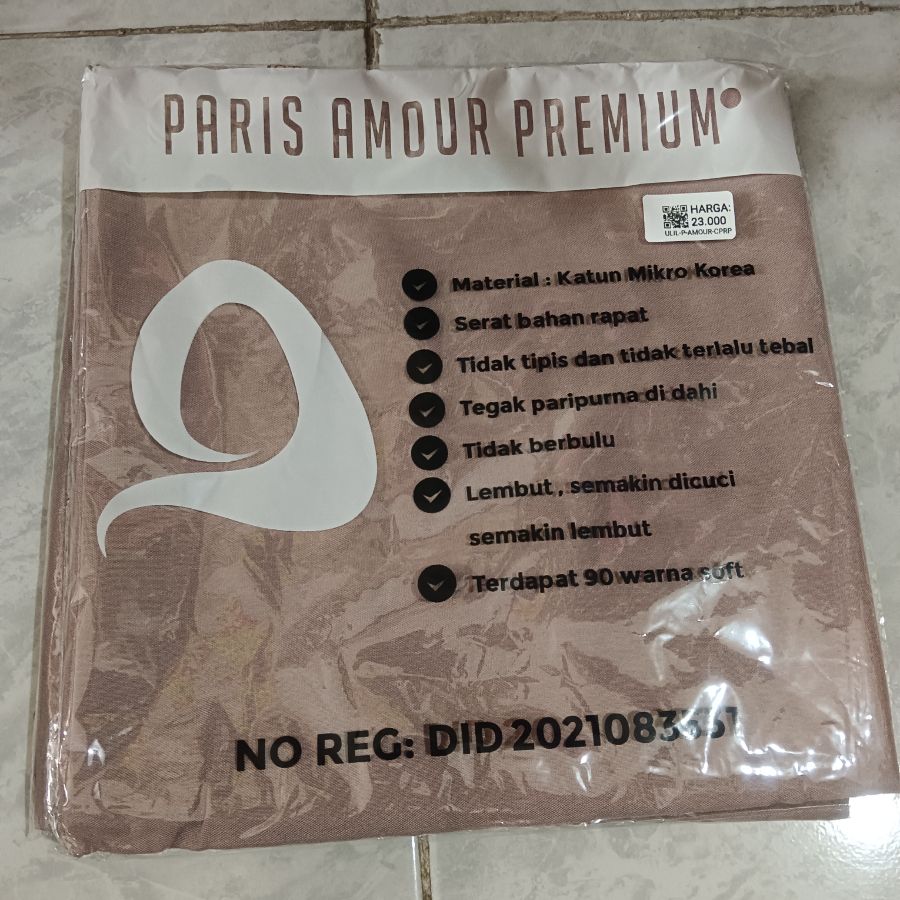 PARIS AMOUR PREMIUM
HARGA:
23.000
ULIL-P-AMOUR-CPRP
Material : Katun Mikro Korea
Serat bahan rapat
Tidak tipis dan tidak terlalu tebal
Tegak paripurna di dahi
Tidak berbulu
Lembut , semakin dicuci
semakin lembut
Terdapat 90 warna soft
NO REG: DID 2021083531